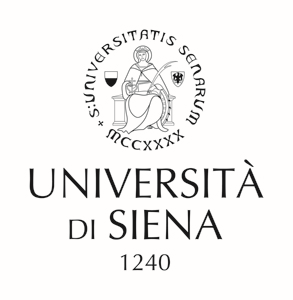 S:UNIVERSITATIS SENARUM
MCCXXXX
UNIVERSITÀ
DI SIENA
1240